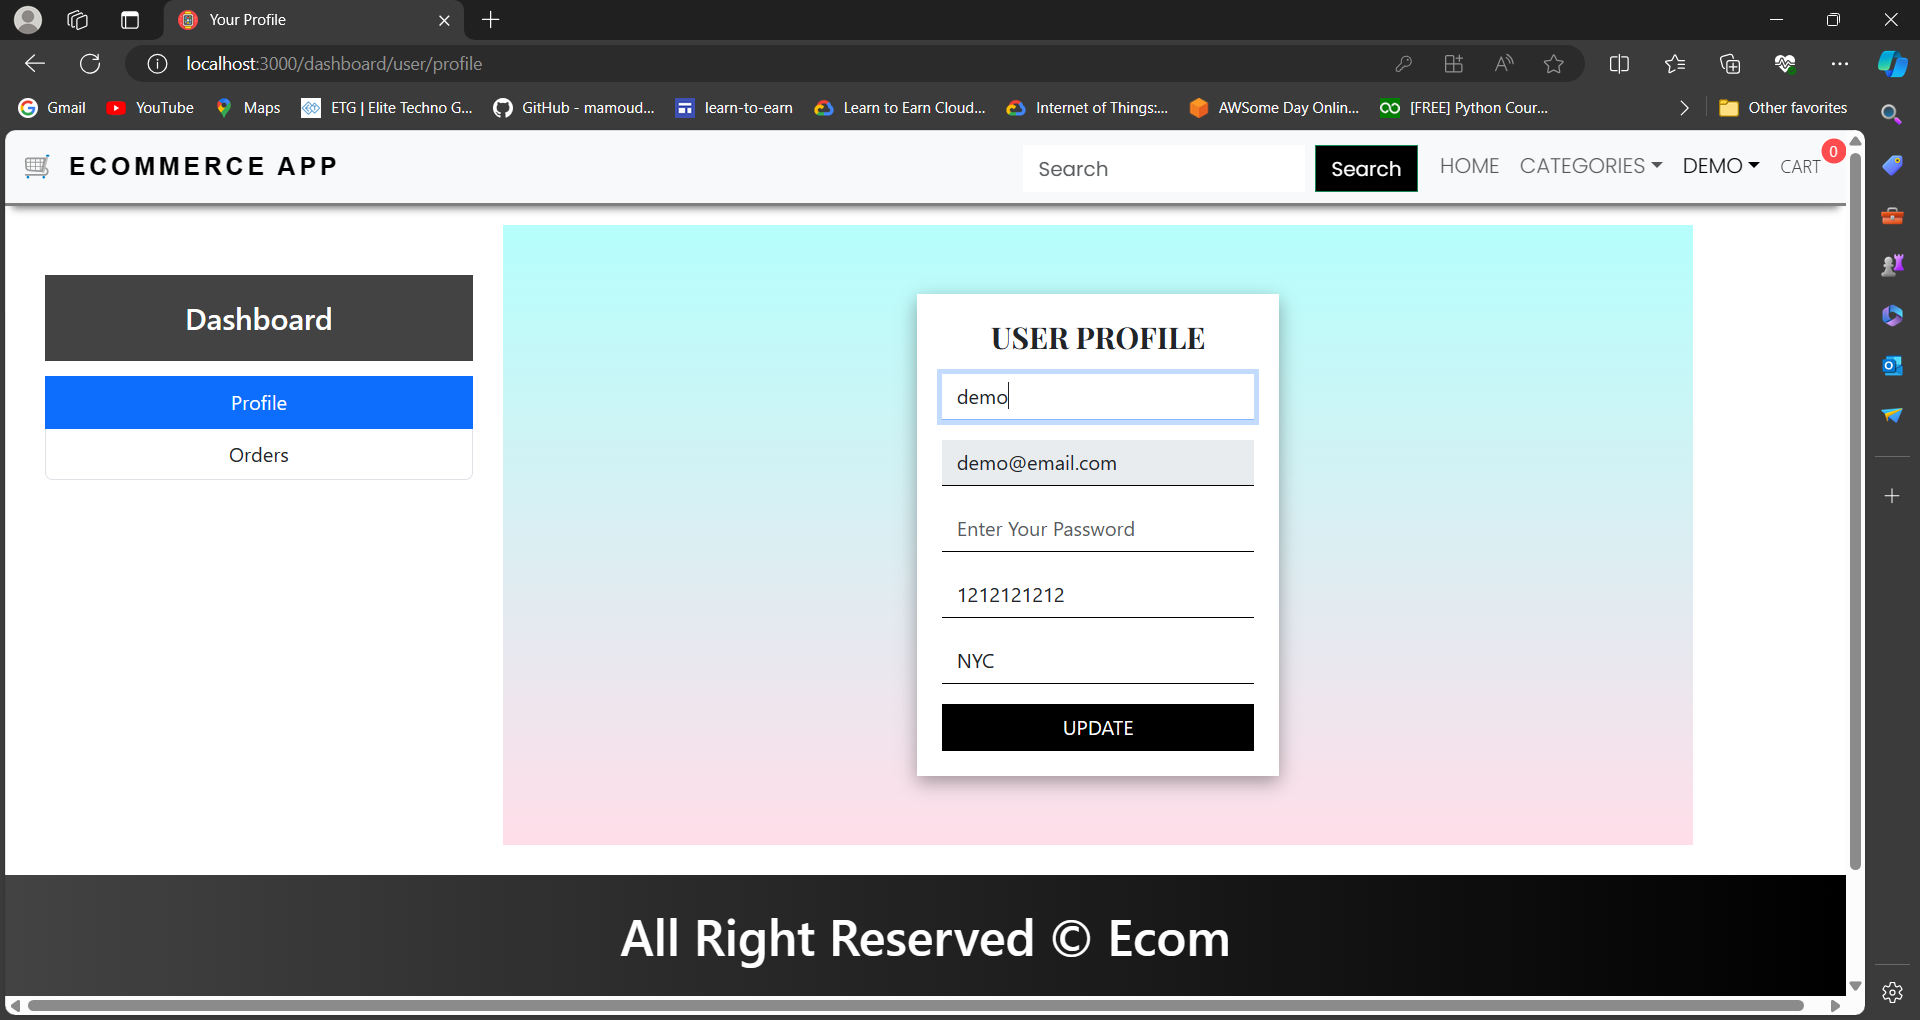 Your Profile
localhost:3000/dashboard/user/profile
Gmail
YouTube
Maps
ETG | Elite Techno G...
GitHub - mamoud...
learn-to-earn
Learn to Earn Cloud...
Internet of Things:...
AWSome Day Onlin...
[FREE] Python Cour...
Other favorites
ECOMMERCE APP
Search
Search
HOME
CATEGORIES
DEMO
CART
0
Dashboard
Profile
Orders
USER PROFILE
demo
demo@email.com
Enter Your Password
1212121212
NYC
UPDATE
All Right Reserved © Ecom